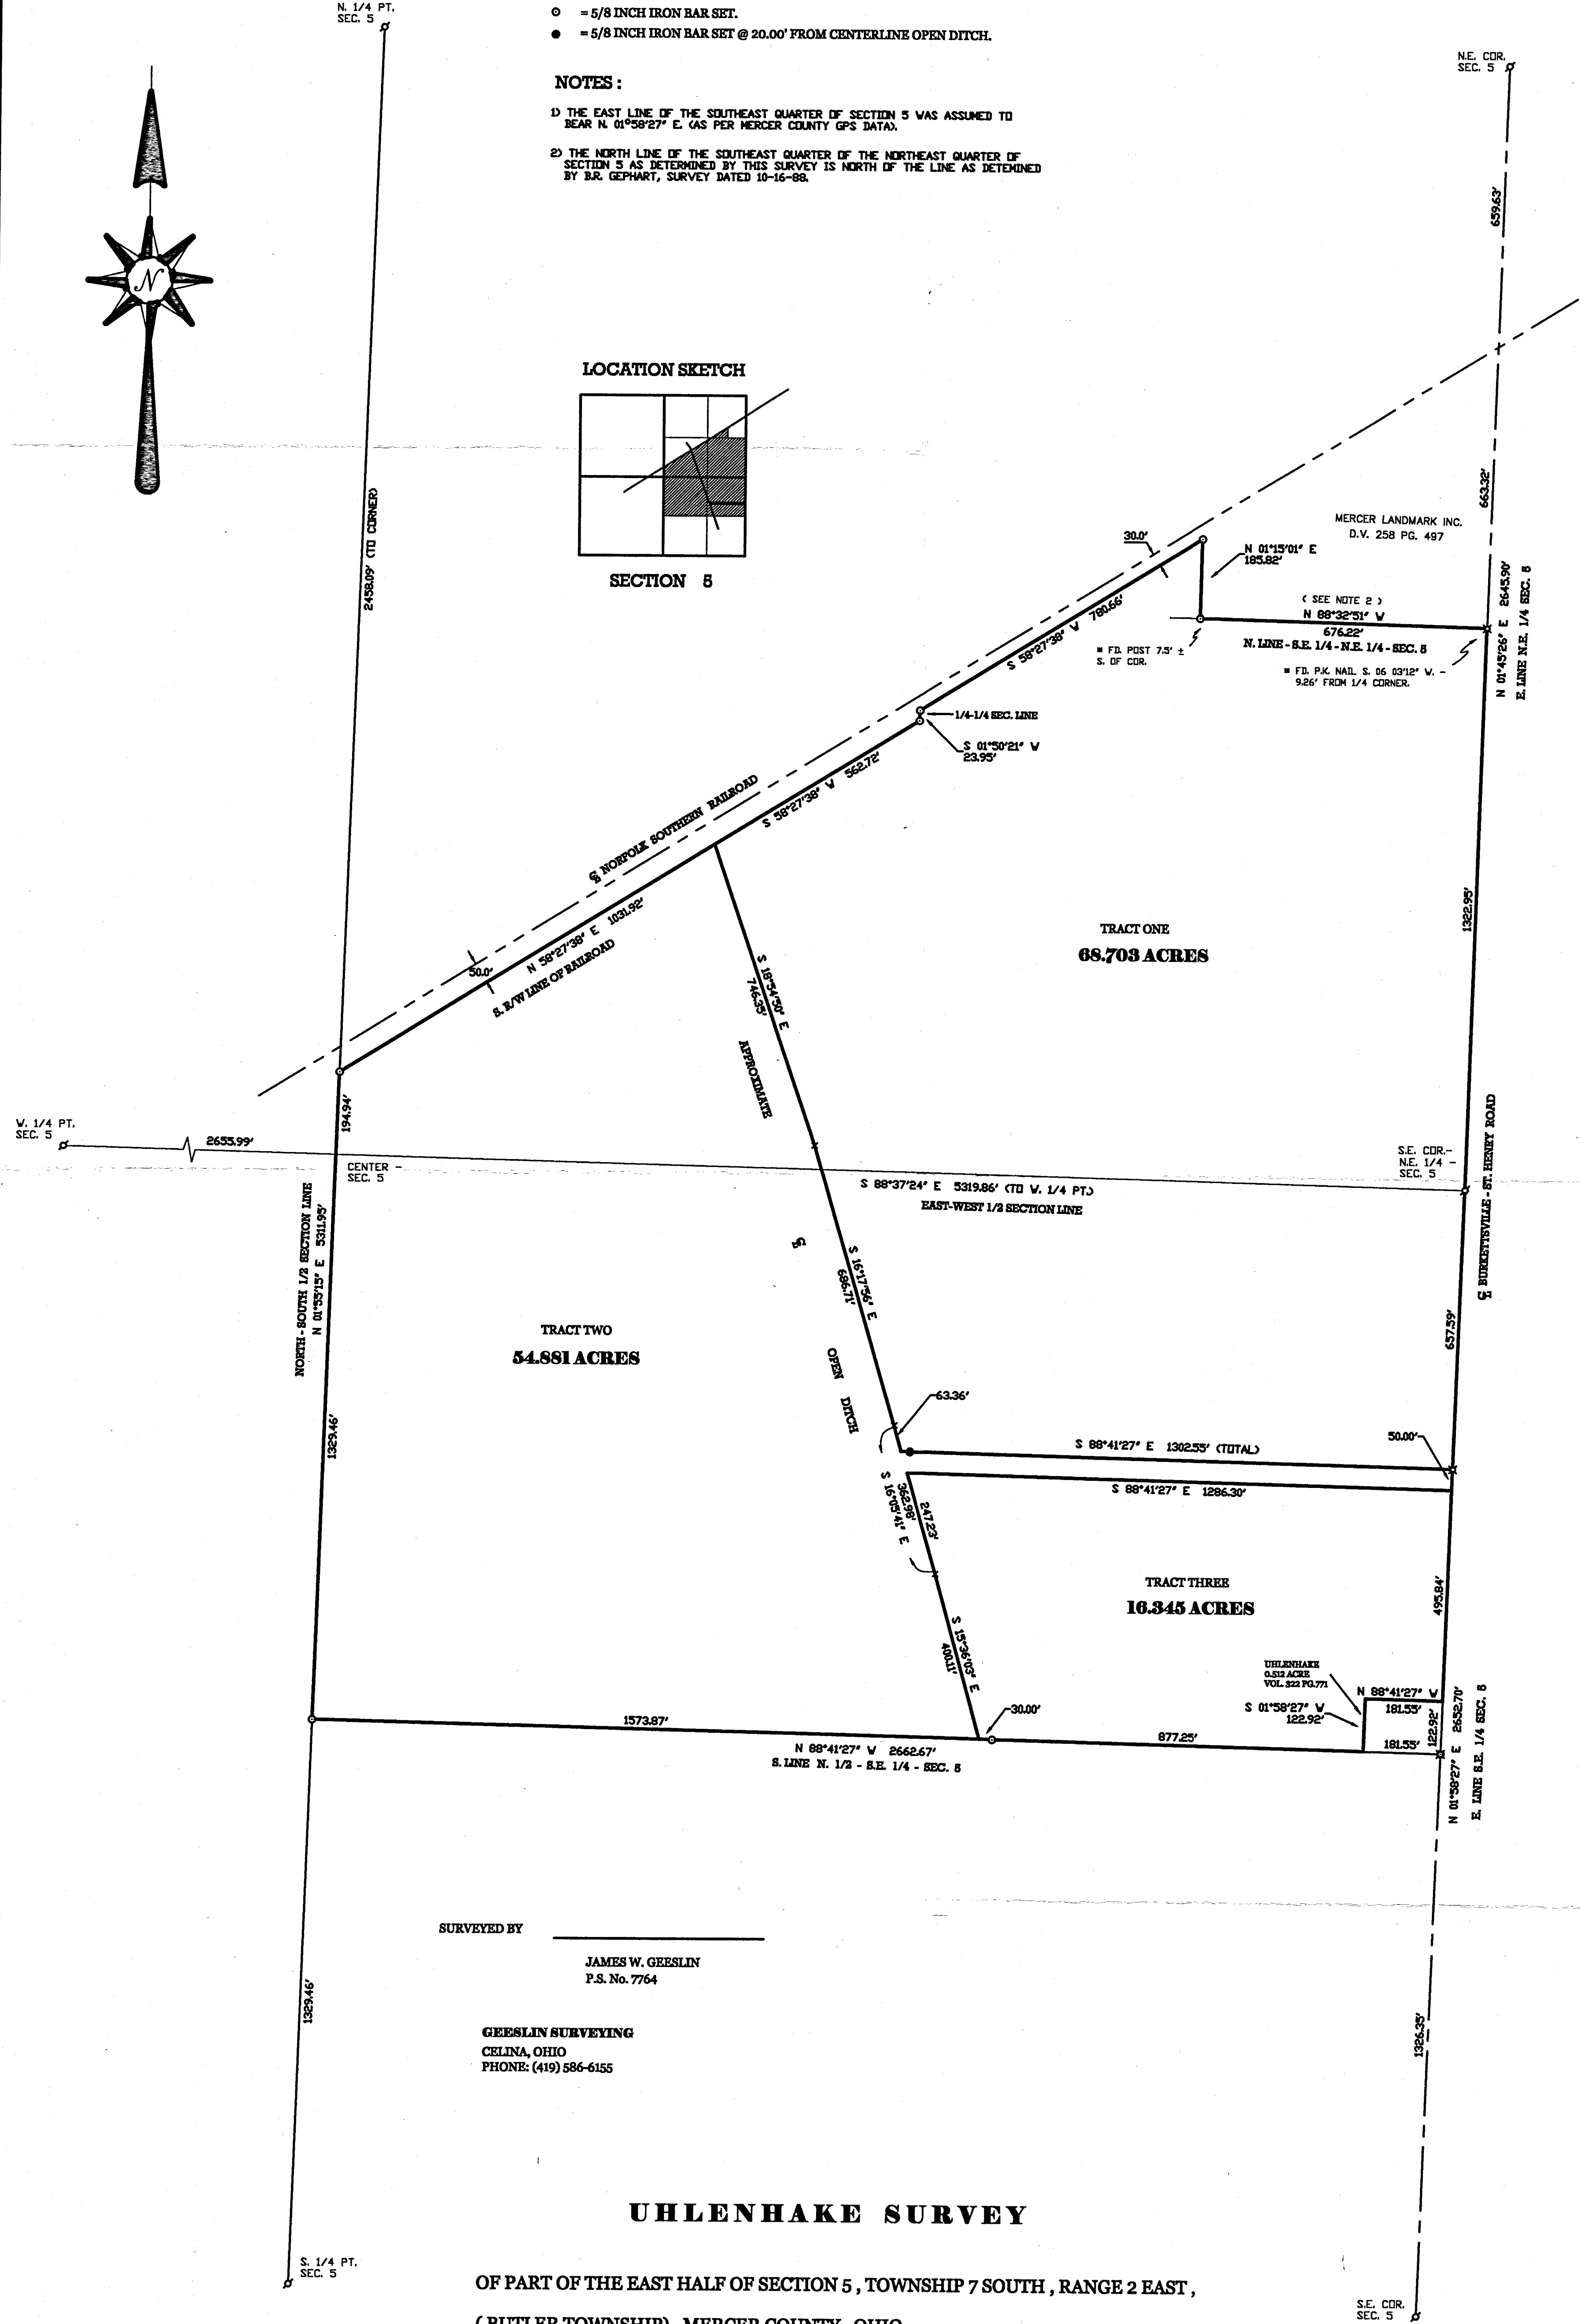 N. 1/4 PT.
SEC. 5
= 5/8 INCH IRON BAR SET.
= 5/8 INCH IRON BAR SET @ 20.00' FROM CENTERLINE OPEN DITCH.
N.E. COR.
SEC. 5
NOTES :
1) THE EAST LINE OF THE SOUTHEAST QUARTER OF SECTION 5 WAS ASSUMED TO
BEAR N. 01°58'27" E. (AS PER MERCER COUNTY GPS DATA).
2) THE NORTH LINE OF THE SOUTHEAST QUARTER OF THE NORTHEAST QUARTER OF
SECTION 5 AS DETERMINED BY THIS SURVEY IS NORTH OF THE LINE AS DETEMINED
BY B.R. GEPHART, SURVEY DATED 10-16-88.
659.63'
N
LOCATION SKETCH
SECTION 5
2458.09' (TO CORNER)
663.32'
MERCER LANDMARK INC.
D.V. 258 PG. 497
30.0'
N 01°15'01" E
185.82'
( SEE NOTE 2 )
N 88°32'51" W
676.22'
N. LINE - S.E. 1/4 - N.E. 1/4 - SEC. 5
N 01°45'26" E 2645.90'
E. LINE N.E. 1/4 SEC. 5
S 58°27'38" W 780.66'
FD. POST 7.5' ±
S. OF COR.
FD. P.K. NAIL S. 06 03'12" W. -
9.26' FROM 1/4 CORNER.
1/4-1/4 SEC. LINE
S 01°50'21" W
23.95'
S 58°27'38" W 562.72'
℄ NORFOLK SOUTHERN RAILROAD
N 58°27'38" E 1031.92'
50.0'
S. R/W LINE OF RAILROAD
1322.95'
TRACT ONE
68.703 ACRES
S 18°54'50" E
746.35'
APPROXIMATE
194.94'
W. 1/4 PT.
SEC. 5
2655.99'
CENTER -
SEC. 5
S.E. COR.-
N.E. 1/4 -
SEC. 5
℄ BURKETTSVILLE - ST. HENRY ROAD
S 88°37'24" E 5319.86' (TO W. 1/4 PT.)
EAST-WEST 1/2 SECTION LINE
NORTH - SOUTH 1/2 SECTION LINE
N 01°55'15" E 5311.95'
℄
S 16°17'56" E
686.71'
TRACT TWO
54.881 ACRES
657.59'
OPEN DITCH
63.36'
1329.46'
S 88°41'27" E 1302.55' (TOTAL)
50.00'
S 88°41'27" E 1286.30'
247.23'
362.98'
S 16°05'41" E
TRACT THREE
16.345 ACRES
495.84'
S 15°36'03" E
400.11'
UHLENHAKE
0.512 ACRE
VOL. 322 PG.771
N 88°41'27" W
181.55'
S 01°58'27" W
122.92'
122.92'
30.00'
1573.87'
877.25'
181.55'
N 88°41'27" W 2662.67'
S. LINE N. 1/2 - S.E. 1/4 - SEC. 5
N 01°58'27" E 2652.70'
E. LINE S.E. 1/4 SEC. 5
SURVEYED BY
JAMES W. GEESLIN
P.S. No. 7764
1329.46'
1326.35'
GEESLIN SURVEYING
CELINA, OHIO
PHONE: (419) 586-6155
UHLENHAKE SURVEY
S. 1/4 PT.
SEC. 5
OF PART OF THE EAST HALF OF SECTION 5 , TOWNSHIP 7 SOUTH , RANGE 2 EAST ,
( BUTLER TOWNSHIP) , MERCER COUNTY , OHIO
S.E. COR.
SEC. 5